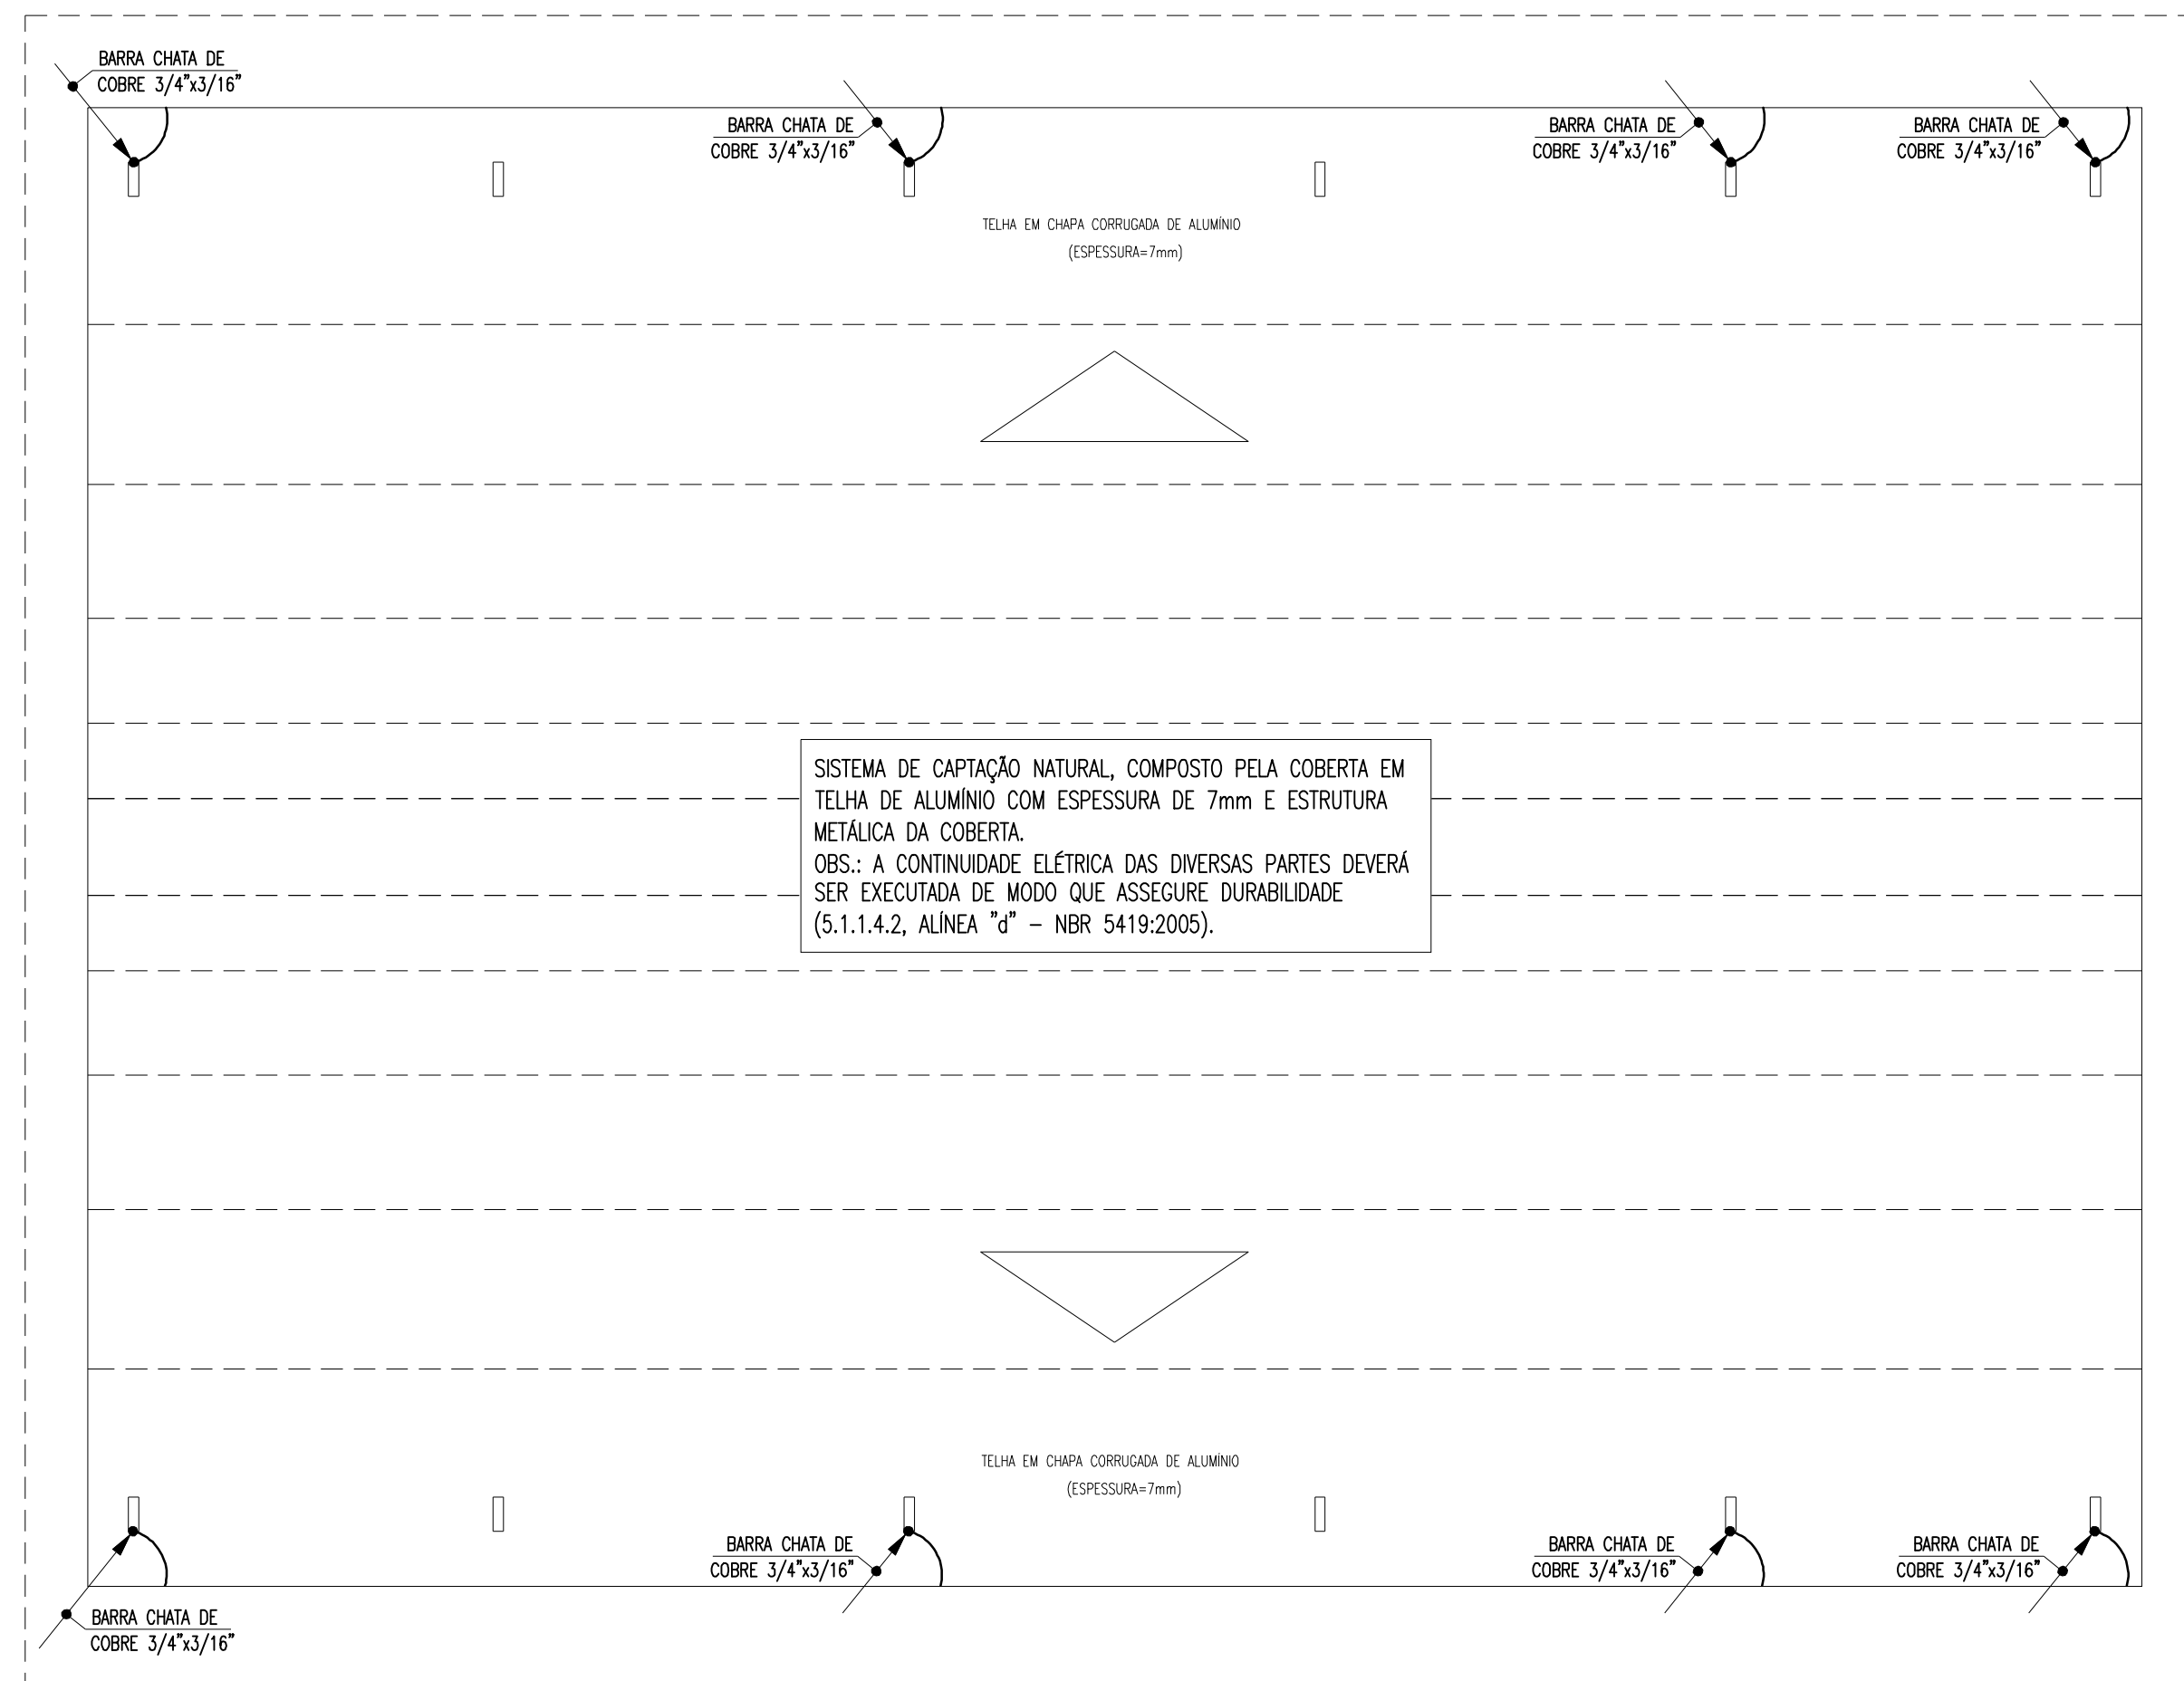 BARRA CHATA DE
COBRE 3/4"x3/16"
BARRA CHATA DE
COBRE 3/4"x3/16"
BARRA CHATA DE
COBRE 3/4"x3/16"
BARRA CHATA DE
COBRE 3/4"x3/16"
TELHA EM CHAPA CORRUGADA DE ALUMÍNIO
(ESPESSURA=7mm)
SISTEMA DE CAPTAÇÃO NATURAL, COMPOSTO PELA COBERTA EM
TELHA DE ALUMÍNIO COM ESPESSURA DE 7mm E ESTRUTURA
METÁLICA DA COBERTA.
OBS.: A CONTINUIDADE ELÉTRICA DAS DIVERSAS PARTES DEVERÁ
SER EXECUTADA DE MODO QUE ASSEGURE DURABILIDADE
(5.1.1.4.2, ALÍNEA "d" – NBR 5419:2005).
TELHA EM CHAPA CORRUGADA DE ALUMÍNIO
(ESPESSURA=7mm)
BARRA CHATA DE
COBRE 3/4"x3/16"
BARRA CHATA DE
COBRE 3/4"x3/16"
BARRA CHATA DE
COBRE 3/4"x3/16"
BARRA CHATA DE
COBRE 3/4"x3/16"